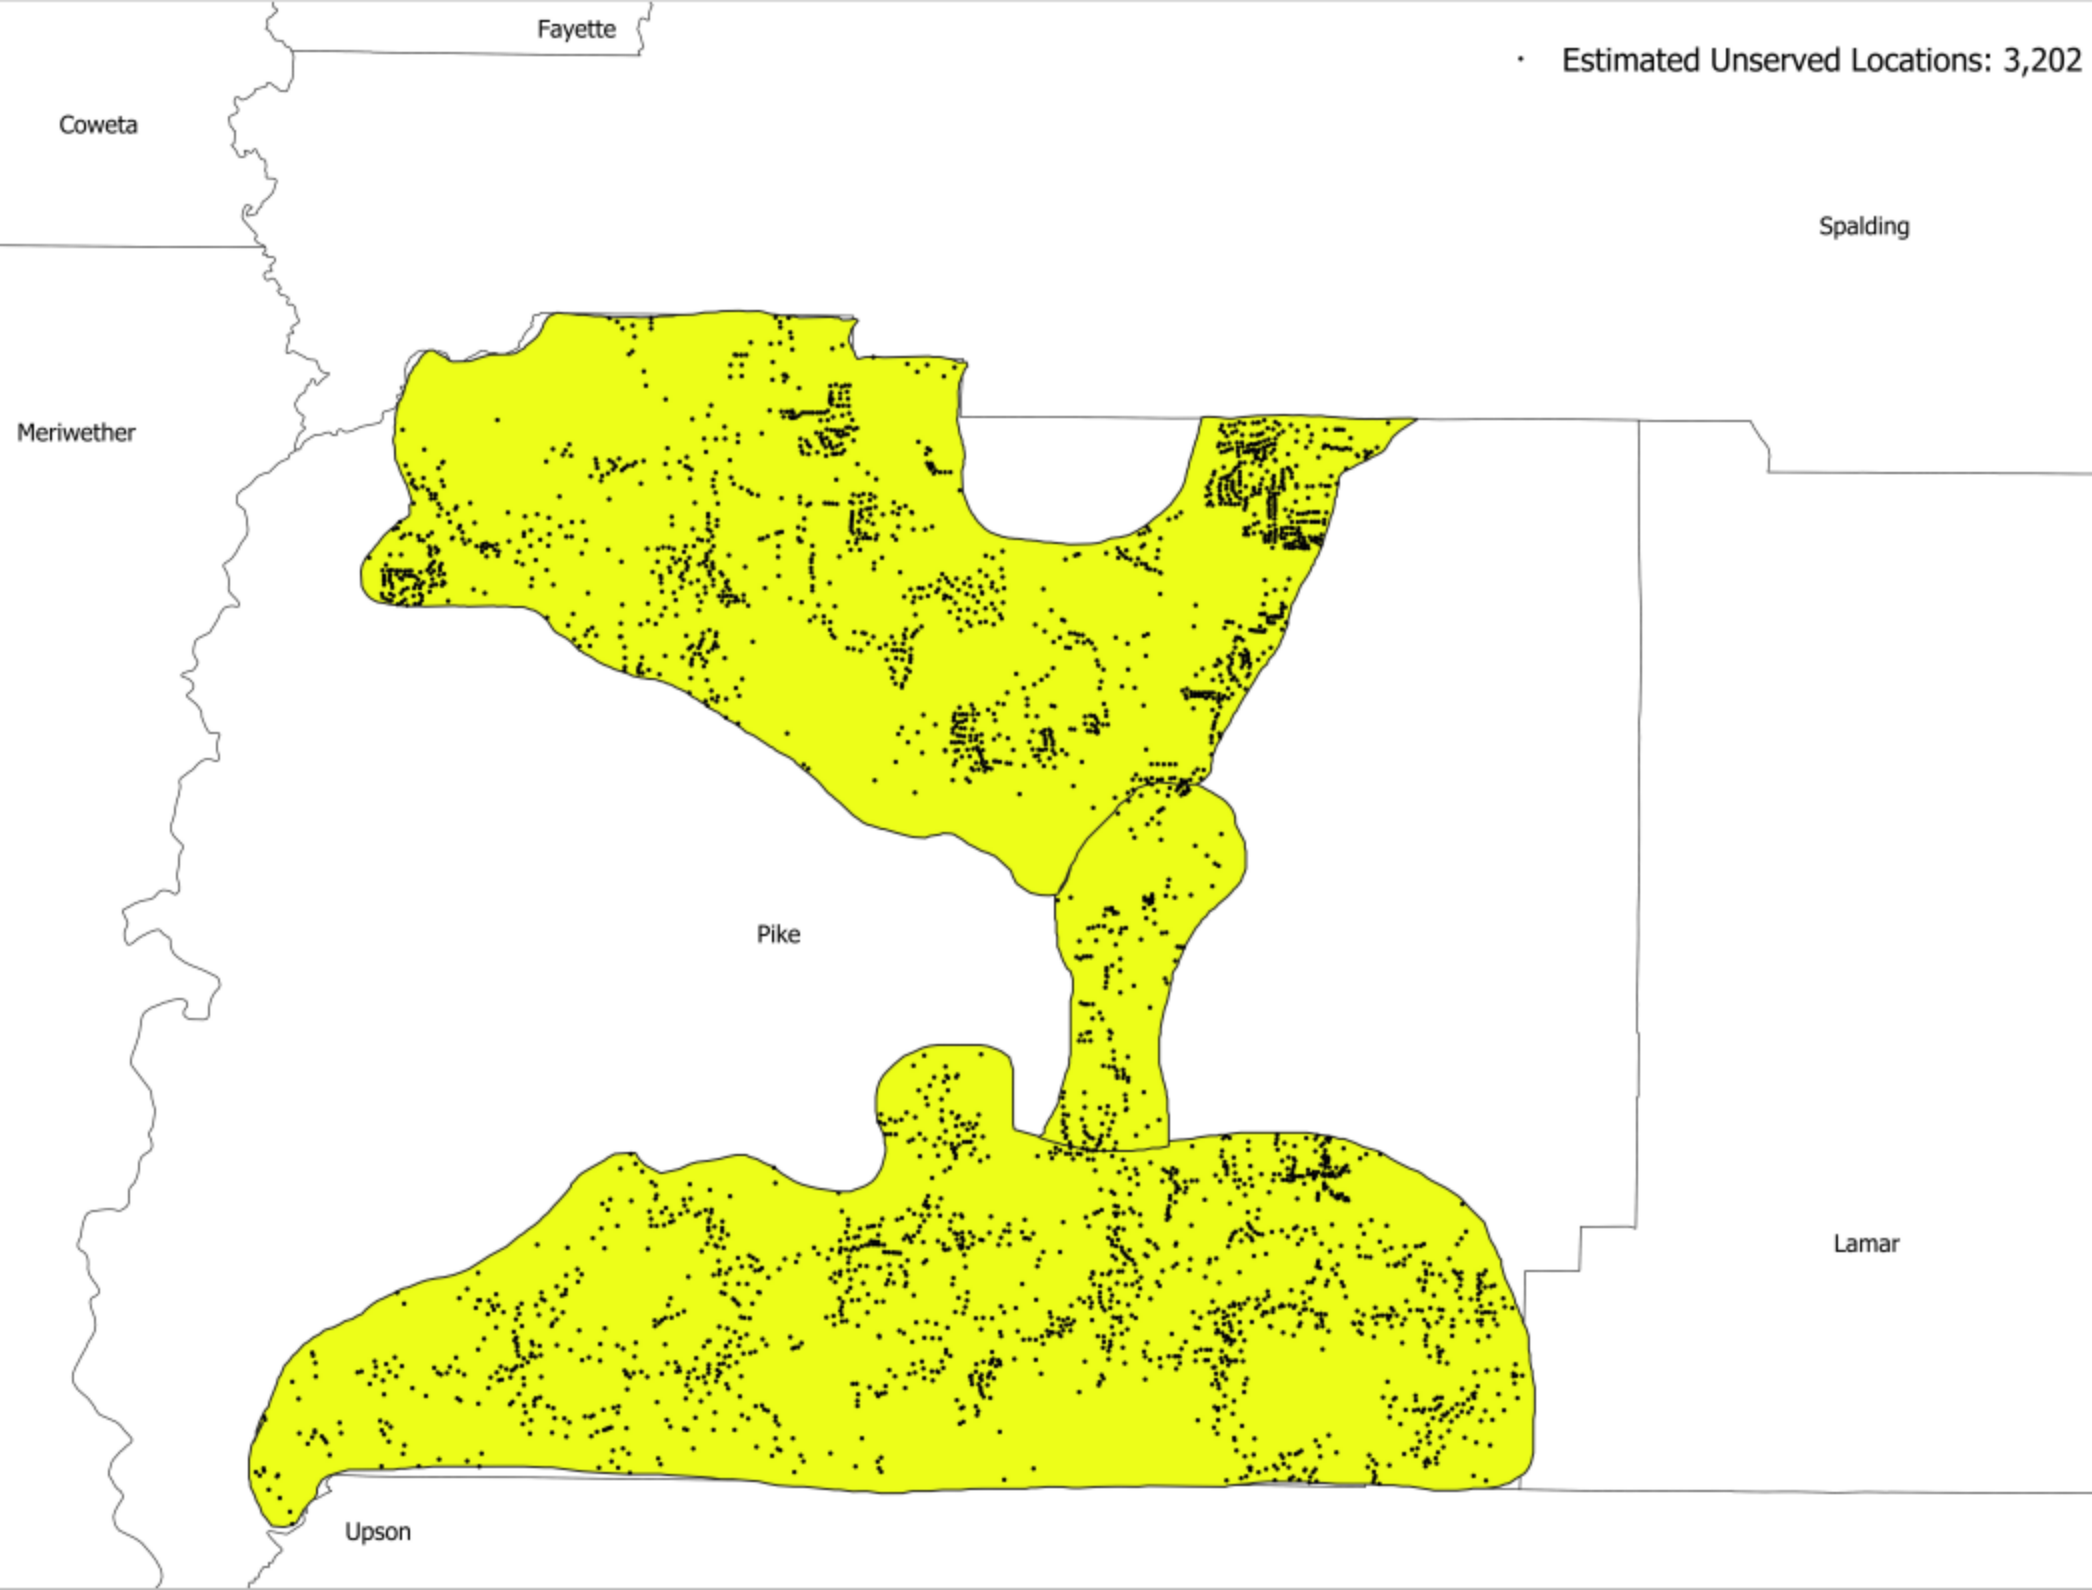 Fayette
Estimated Unserved Locations: 3,202
Coweta
Spalding
Meriwether
Pike
Lamar
Upson